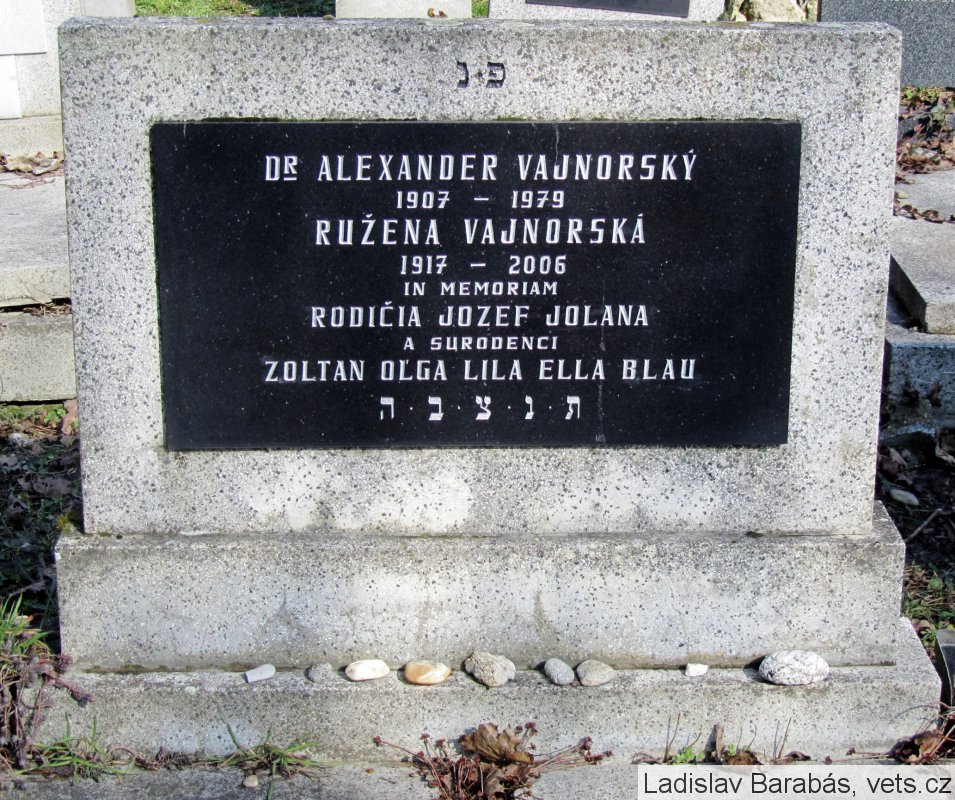 פ·נ
DR ALEXANDER VAJNORSKÝ
1907 – 1979
RUŽENA VAJNORSKÁ
1917 – 2006
IN MEMORIAM
RODIČIA JOZEF JOLANA
A SURODENCI
ZOLTAN OĽGA LILA ELLA BLAU
ת·נ·צ·ב·ה
Ladislav Barabás, vets.cz